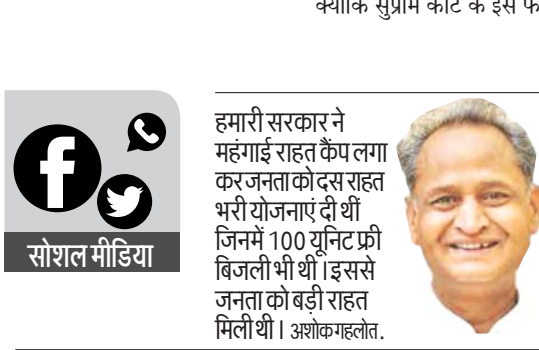 क्योंकि सुप्रीम कोर्ट के इस फ
सोशल मीडिया
हमारी सरकार ने
महंगाई राहत कैंप लगा
कर जनता को दस राहत
भरी योजनाएं दी थीं
जिनमें 100 यूनिट फ्री
बिजली भी थी । इससे
जनता को बड़ी राहत
मिली थी । अशोक गहलोत.